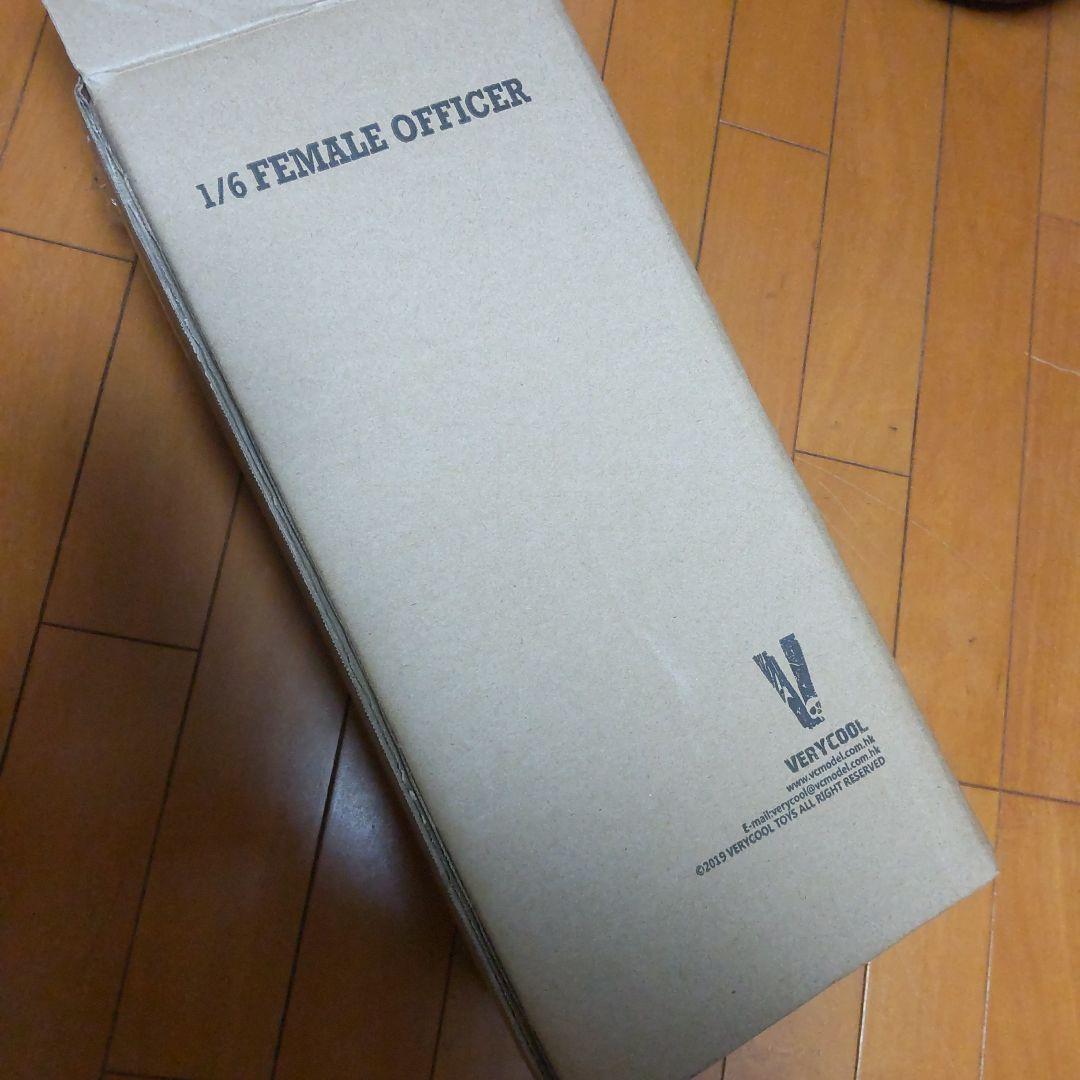 1/6 FEMALE OFFICER
VERYCOOL
www.vcmodel.com.hk
E-mail:verycool@vcmodel.com.hk
©2019 VERYCOOL TOYS ALL RIGHT RESERVED